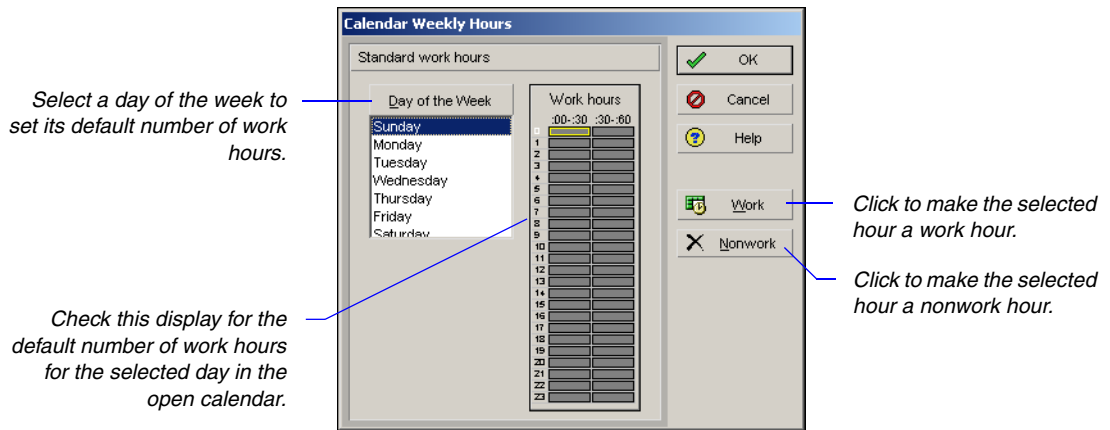 Calendar Weekly Hours
Standard work hours
OK
Cancel
Help
Work
Nonwork
Day of the Week
Sunday
Monday
Tuesday
Wednesday
Thursday
Friday
Saturday
Work hours
:00-:30 :30-:60
0
1
2
3
4
5
6
7
8
9
10
11
12
13
14
15
16
17
18
19
20
21
22
23
Select a day of the week to
set its default number of work
hours.
Check this display for the
default number of work hours
for the selected day in the
open calendar.
Click to make the selected
hour a work hour.
Click to make the selected
hour a nonwork hour.